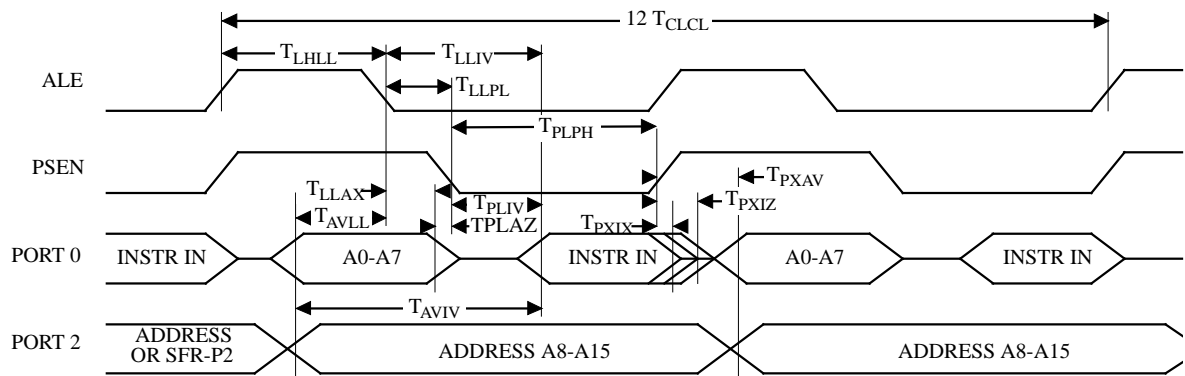 12 TCLCL
TLHLL
TLLIV
ALE
TLLPL
TPLPH
PSEN
TLLAX
TPXAV
TPLIV
TPXIZ
TAVLL
TPLAZ
TPXIX
PORT 0
INSTR IN
A0-A7
INSTR IN
A0-A7
INSTR IN
TAVIV
PORT 2
ADDRESS
OR SFR-P2
ADDRESS A8-A15
ADDRESS A8-A15